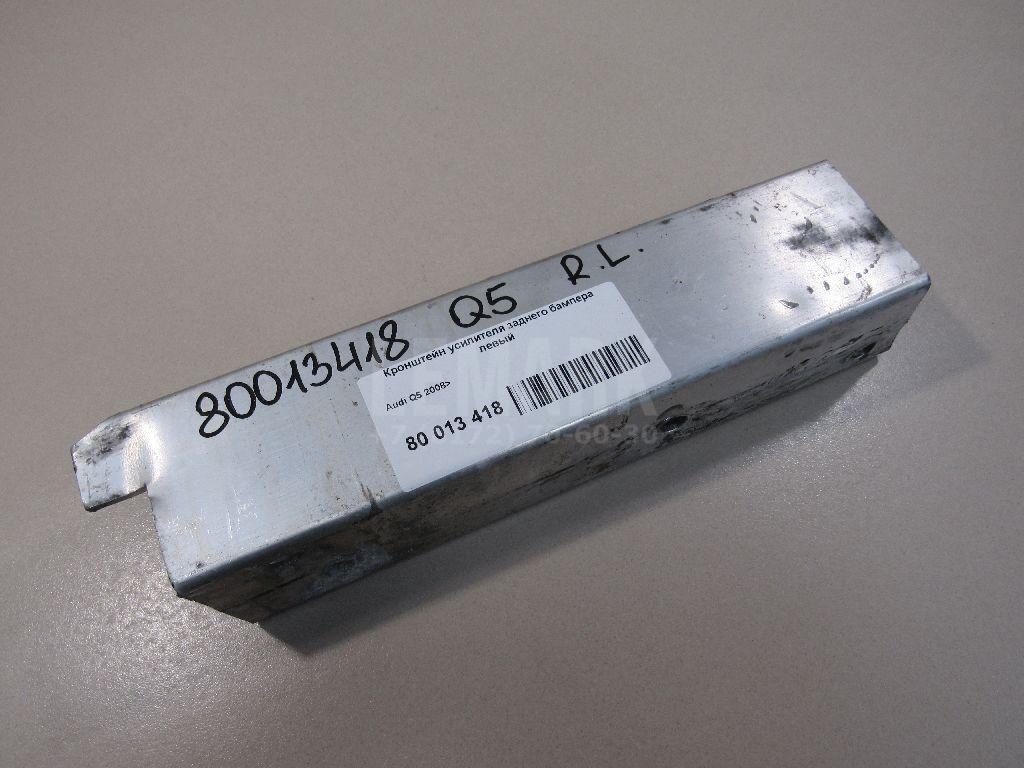 80013418 Q5 R.L.
Кронштейн усилителя заднего бампера
левый
Audi Q5 2008>
80 013 418